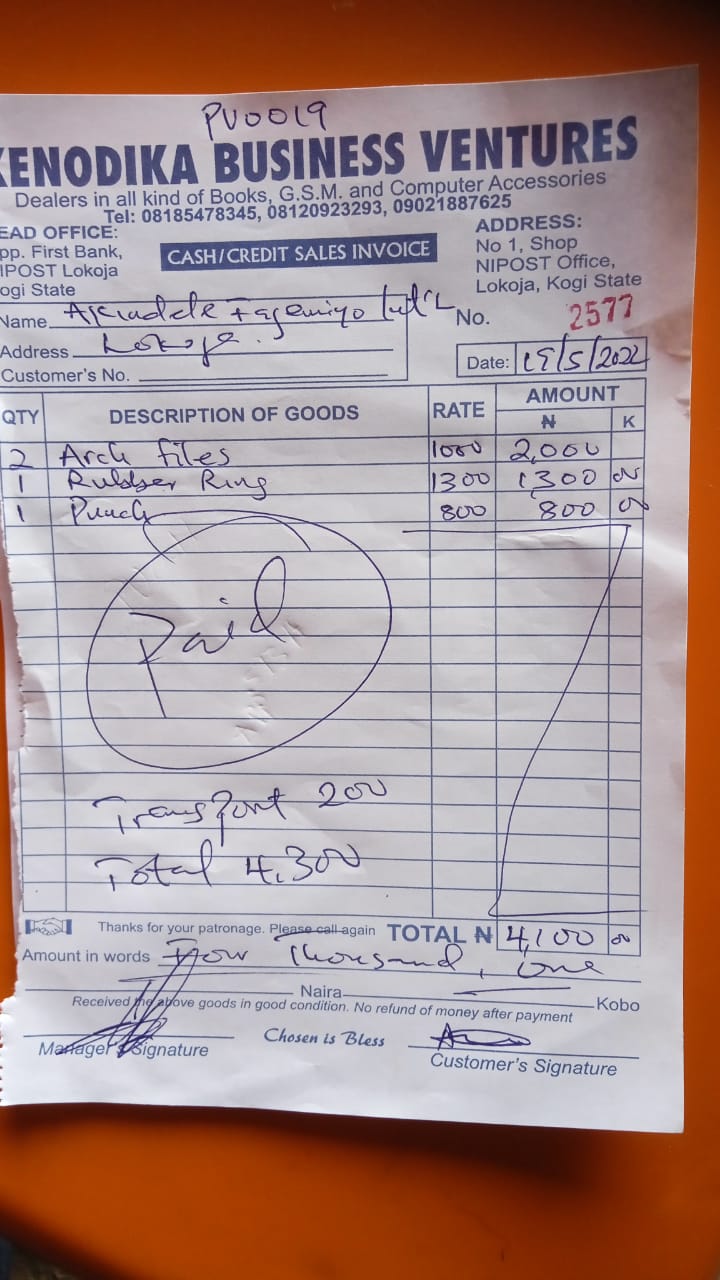 PV0019
KENODIKA BUSINESS VENTURES
Dealers in all kind of Books, G.S.M. and Computer Accessories
Tel: 08185478345, 08120923293, 09021887625
EAD OFFICE:
pp. First Bank,
IPOST Lokoja
ogi State
CASH/CREDIT SALES INVOICE
ADDRESS:
No 1, Shop
NIPOST Office,
Lokoja, Kogi State
Name
No. 2577
Address Lokoja.
Customer's No.
Date: 19/5/2022
QTY DESCRIPTION OF GOODS RATE AMOUNT
₦ K
2 Arch files 1000 2,000
1 Rubber Ring 1300 1300 00
1 Punch 800 800 00
Paid
Transport 200
Total 4,300
Thanks for your patronage. Please call again TOTAL ₦ 4,100 00
Amount in words Four Thousand, one
Naira Kobo
Received the above goods in good condition. No refund of money after payment
Manager's Signature
Chosen is Bless
Customer's Signature